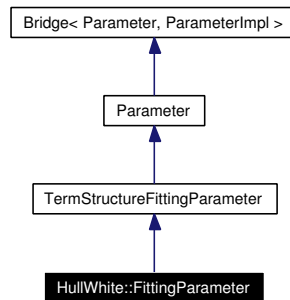 Bridge< Parameter, ParameterImpl >
Parameter
TermStructureFittingParameter
HullWhite::FittingParameter